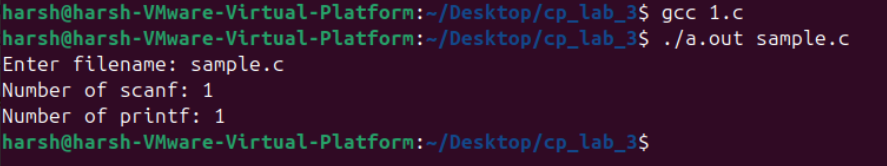 harsh@harsh-VMware-Virtual-Platform:~/Desktop/cp_lab_3$ gcc 1.c
harsh@harsh-VMware-Virtual-Platform:~/Desktop/cp_lab_3$ ./a.out sample.c
Enter filename: sample.c
Number of scanf: 1
Number of printf: 1
harsh@harsh-VMware-Virtual-Platform:~/Desktop/cp_lab_3$